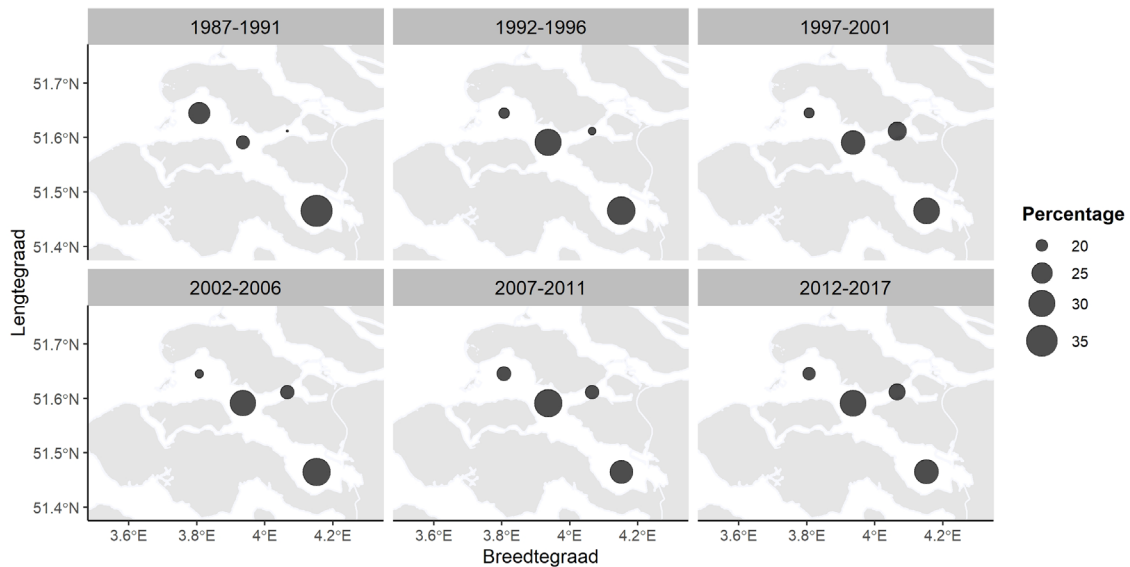 1987-1991
1992-1996
1997-2001
51.7°N
51.6°N
51.5°N
51.4°N
2002-2006
2007-2011
2012-2017
51.7°N
51.6°N
51.5°N
51.4°N
3.6°E 3.8°E 4°E 4.2°E
3.6°E 3.8°E 4°E 4.2°E
3.6°E 3.8°E 4°E 4.2°E
Breedtegraad
Lengtegraad
Percentage
20
25
30
35